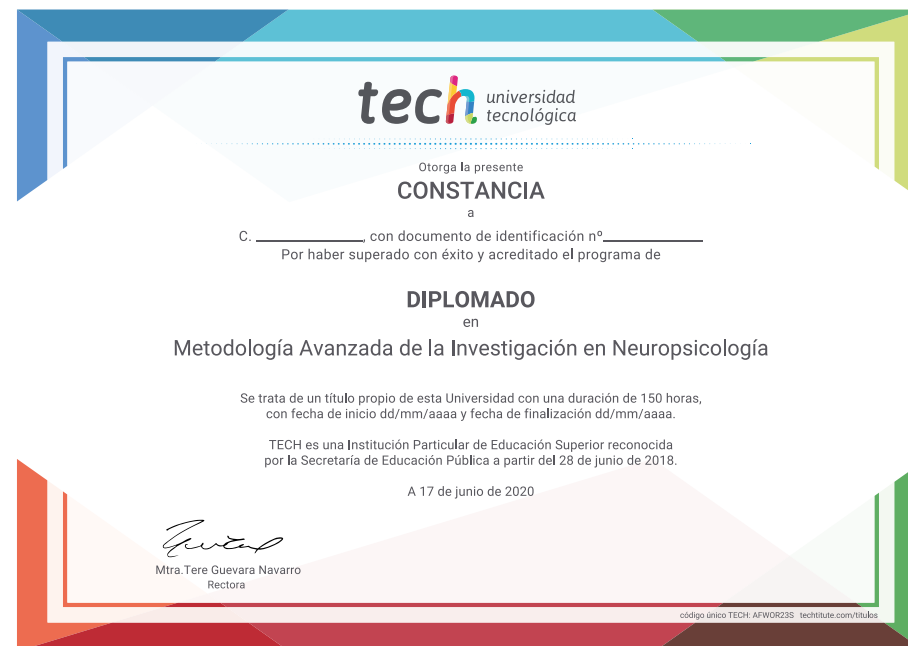 tech universidad
tecnológica
Otorga la presente
CONSTANCIA
a
C. ____________, con documento de identificación nº____________
Por haber superado con éxito y acreditado el programa de
DIPLOMADO
en
Metodología Avanzada de la Investigación en Neuropsicología
Se trata de un título propio de esta Universidad con una duración de 150 horas,
con fecha de inicio dd/mm/aaaa y fecha de finalización dd/mm/aaaa.
TECH es una Institución Particular de Educación Superior reconocida
por la Secretaría de Educación Pública a partir del 28 de junio de 2018.
A 17 de junio de 2020
Mtra.Tere Guevara Navarro
Rectora
código único TECH: AFWOR23S techtitute.com/titulos